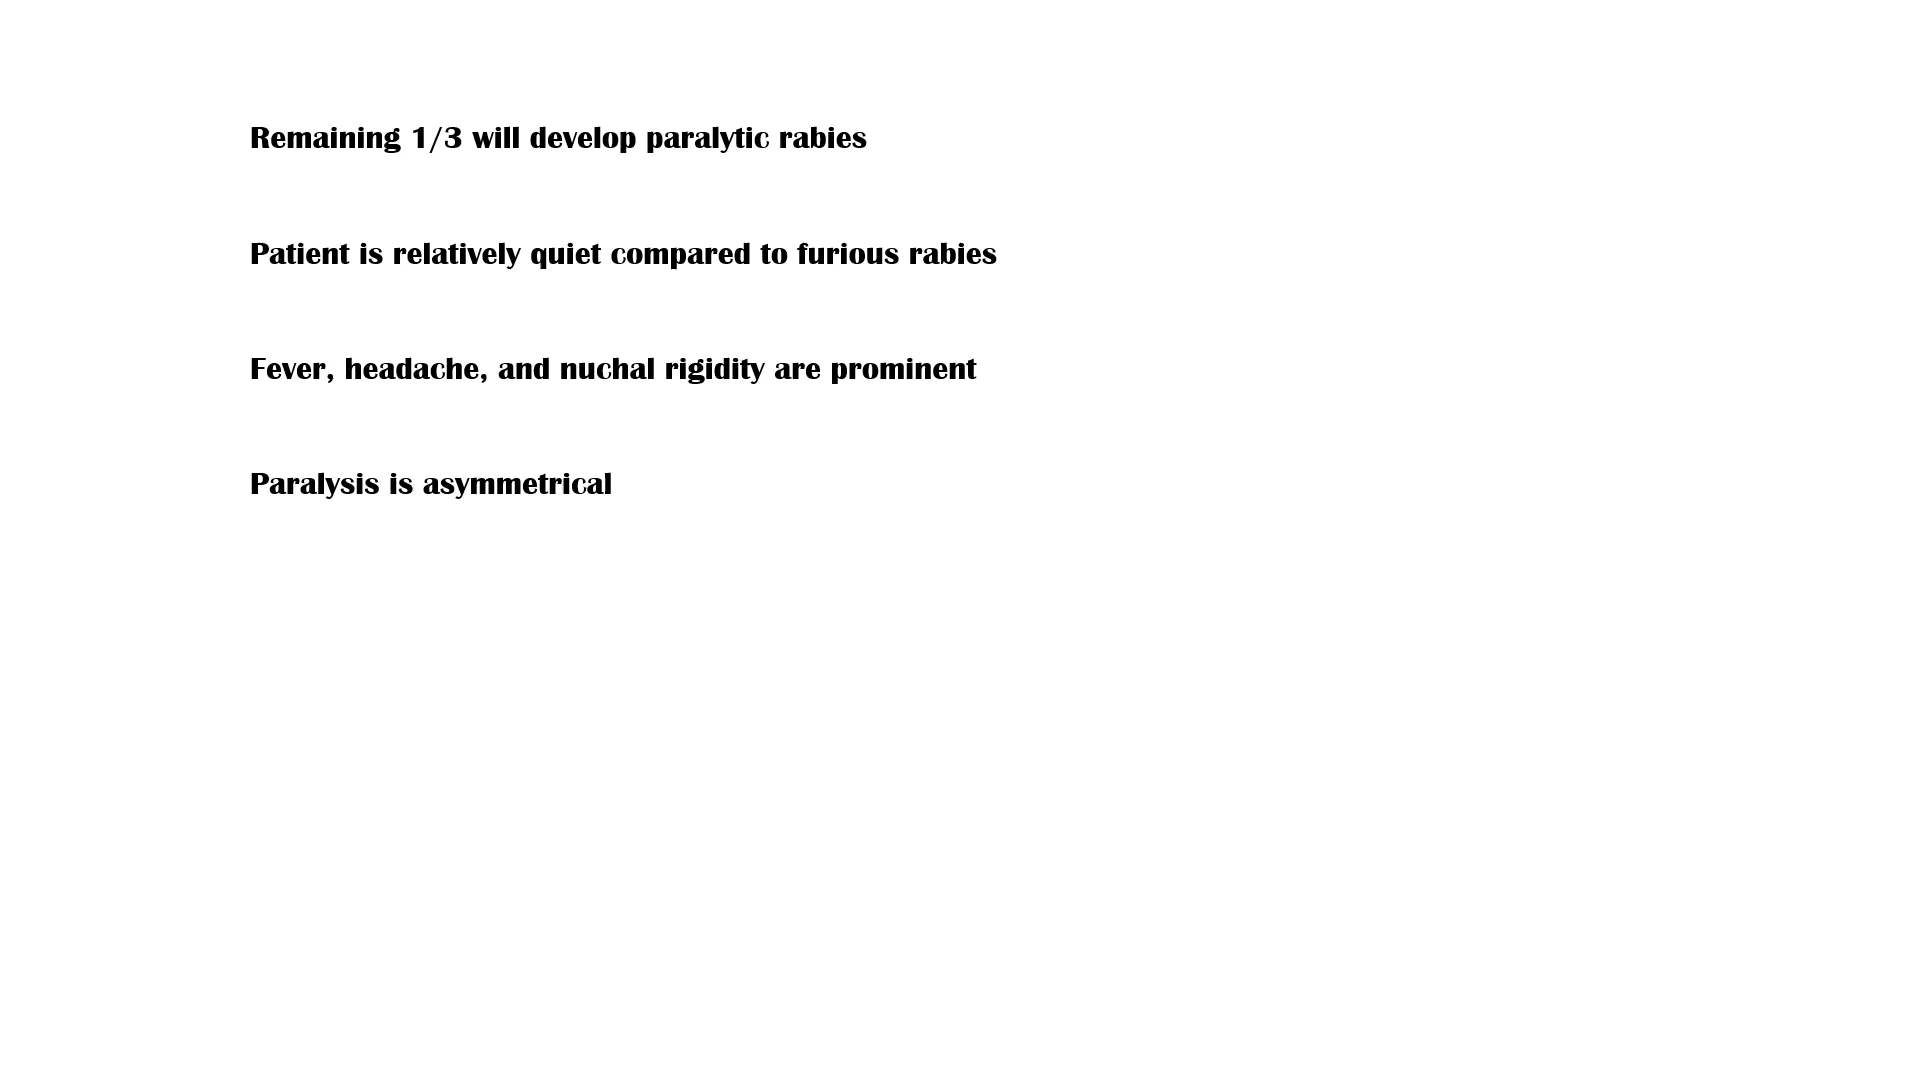 Remaining 1/3 will develop paralytic rabies
Patient is relatively quiet compared to furious rabies
Fever, headache, and nuchal rigidity are prominent
Paralysis is asymmetrical